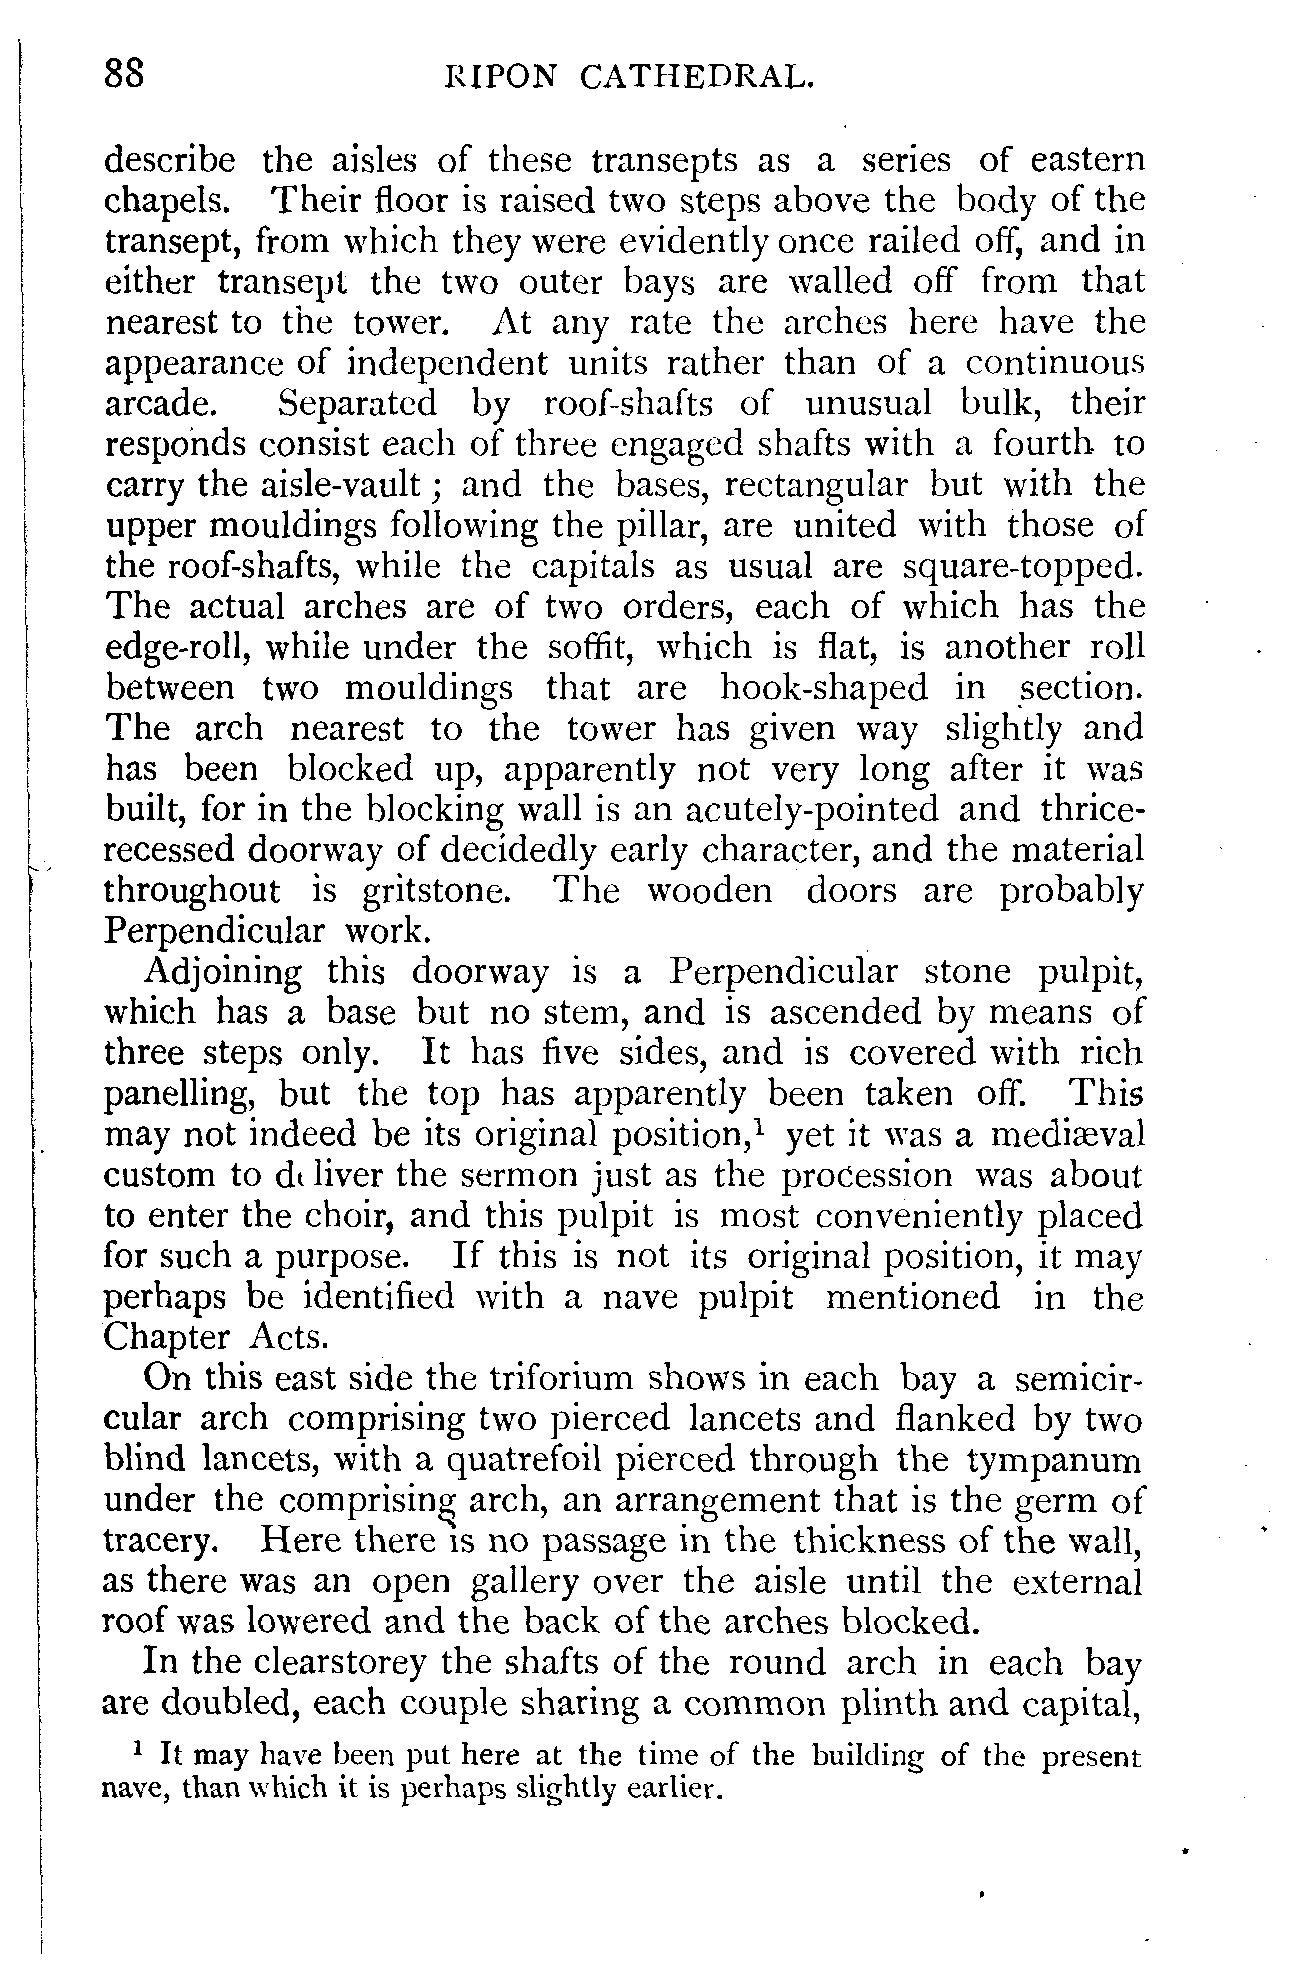 88 RIPON CATHEDRAL.
describe the aisles of these transepts as a series of eastern
chapels. Their floor is raised two steps above the body of the
transept, from which they were evidently once railed off, and in
either transept the two outer bays are walled off from that
nearest to the tower. At any rate the arches here have the
appearance of independent units rather than of a continuous
arcade. Separated by roof-shafts of unusual bulk, their
responds consist each of three engaged shafts with a fourth to
carry the aisle-vault ; and the bases, rectangular but with the
upper mouldings following the pillar, are united with those of
the roof-shafts, while the capitals as usual are square-topped.
The actual arches are of two orders, each of which has the
edge-roll, while under the soffit, which is flat, is another roll
between two mouldings that are hook-shaped in section.
The arch nearest to the tower has given way slightly and
has been blocked up, apparently not very long after it was
built, for in the blocking wall is an acutely-pointed and thrice-
recessed doorway of decidedly early character, and the material
throughout is gritstone. The wooden doors are probably
Perpendicular work.
Adjoining this doorway is a Perpendicular stone pulpit,
which has a base but no stem, and is ascended by means of
three steps only. It has five sides, and is covered with rich
panelling, but the top has apparently been taken off. This
may not indeed be its original position,¹ yet it was a mediæval
custom to deliver the sermon just as the procession was about
to enter the choir, and this pulpit is most conveniently placed
for such a purpose. If this is not its original position, it may
perhaps be identified with a nave pulpit mentioned in the
Chapter Acts.
On this east side the triforium shows in each bay a semicir-
cular arch comprising two pierced lancets and flanked by two
blind lancets, with a quatrefoil pierced through the tympanum
under the comprising arch, an arrangement that is the germ of
tracery. Here there is no passage in the thickness of the wall,
as there was an open gallery over the aisle until the external
roof was lowered and the back of the arches blocked.
In the clearstorey the shafts of the round arch in each bay
are doubled, each couple sharing a common plinth and capital,
¹ It may have been put here at the time of the building of the present
nave, than which it is perhaps slightly earlier.